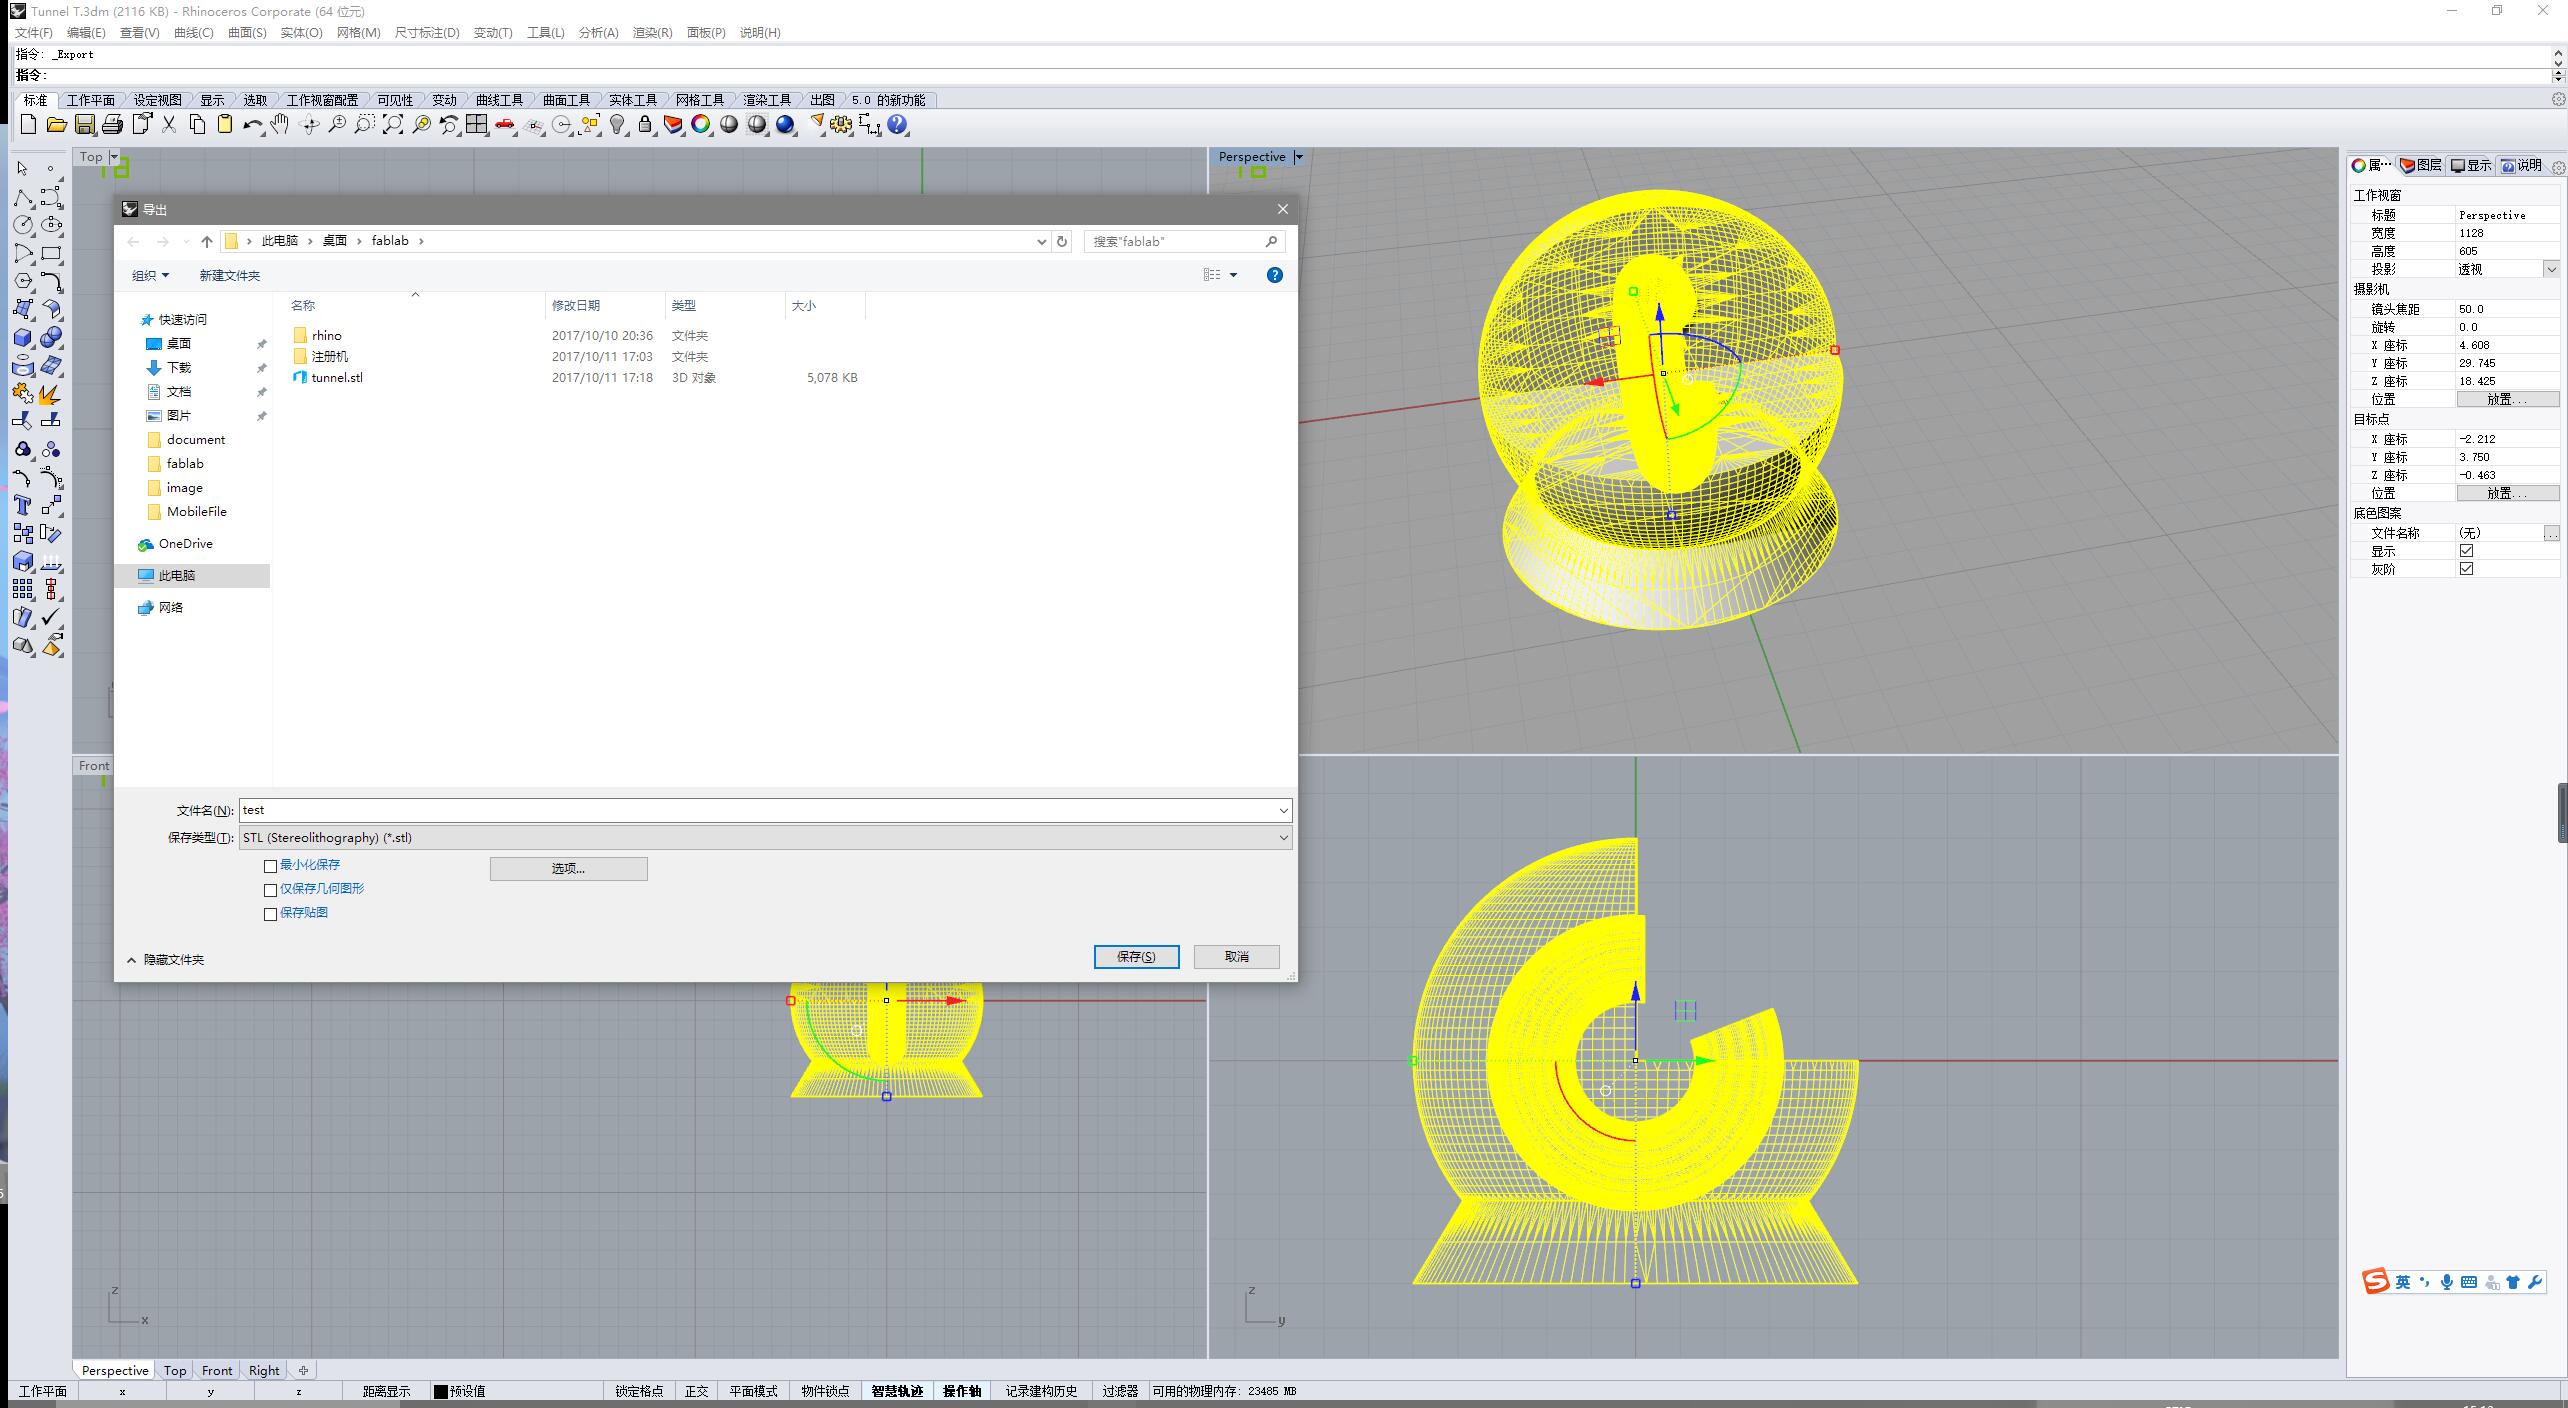 Tunnel T.3dm (2116 KB) - Rhinoceros Corporate (64 位元)
文件(F) 编辑(E) 查看(V) 曲线(C) 曲面(S) 实体(O) 网格(M) 尺寸标注(D) 变动(T) 工具(L) 分析(A) 渲染(R) 面板(P) 说明(H)
指令: _Export
指令:
标准 工作平面 设定视图 显示 选取 工作视窗配置 可见性 变动 曲线工具 曲面工具 实体工具 网格工具 渲染工具 出图 5.0 的新功能
Top
Perspective
导出
此电脑 › 桌面 › fablab ›
搜索"fablab"
组织 新建文件夹
名称 修改日期 类型 大小
rhino 2017/10/10 20:36 文件夹
注册机 2017/10/11 17:03 文件夹
tunnel.stl 2017/10/11 17:18 3D 对象 5,078 KB
快速访问
桌面
下载
文档
图片
document
fablab
image
MobileFile
OneDrive
此电脑
网络
文件名(N): test
保存类型(T): STL (Stereolithography) (*.stl)
最小化保存
选项...
仅保存几何图形
保存贴图
隐藏文件夹
保存(S) 取消
Front
z
x
z
y
属··· 图层 显示 说明
工作视窗
标题 Perspective
宽度 1128
高度 605
投影 透视
摄影机
镜头焦距 50.0
旋转 0.0
X 座标 4.608
Y 座标 29.745
Z 座标 18.425
位置 放置...
目标点
X 座标 -2.212
Y 座标 3.750
Z 座标 -0.463
位置 放置...
底色图案
文件名称 (无) ...
显示
灰阶
英
Perspective Top Front Right
工作平面 x y z 距离显示 预设值 锁定格点 正交 平面模式 物件锁点 智慧轨迹 操作轴 记录建构历史 过滤器 可用的物理内存: 23485 MB